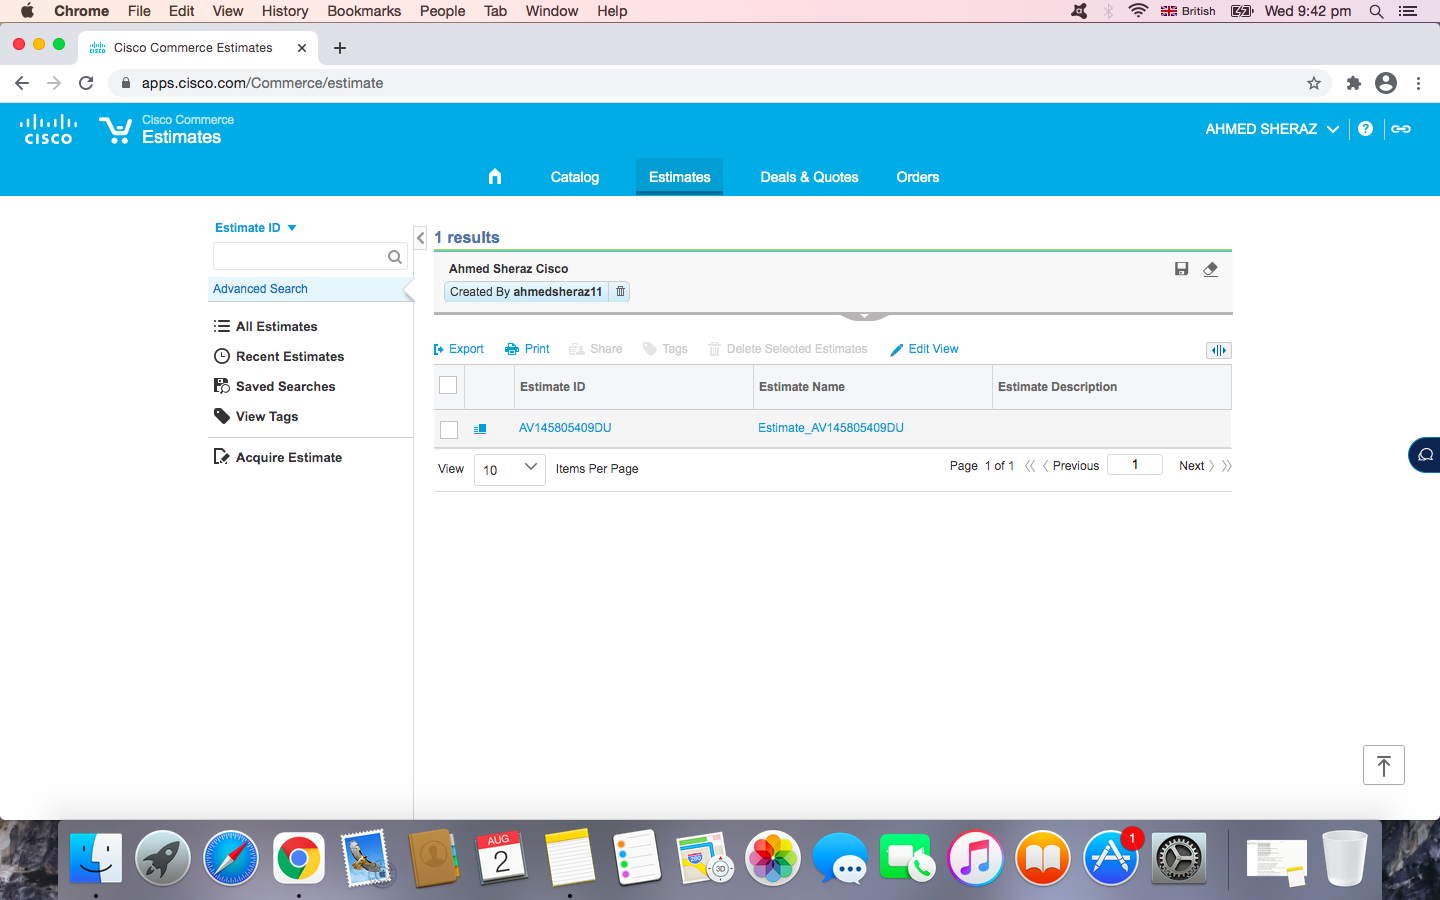 Chrome File Edit View History Bookmarks People Tab Window Help British Wed 9:42 pm
Cisco Commerce Estimates
apps.cisco.com/Commerce/estimate
CISCO
Cisco Commerce
Estimates
AHMED SHERAZ
Catalog Estimates Deals & Quotes Orders
Estimate ID
Advanced Search
All Estimates
Recent Estimates
Saved Searches
View Tags
Acquire Estimate
1 results
Ahmed Sheraz Cisco
Created By ahmedsheraz11
Export Print Share Tags Delete Selected Estimates Edit View
Estimate ID Estimate Name Estimate Description
AV145805409DU Estimate_AV145805409DU
View 10 Items Per Page Page 1 of 1 Previous 1 Next
AUG
2
280
3D
1